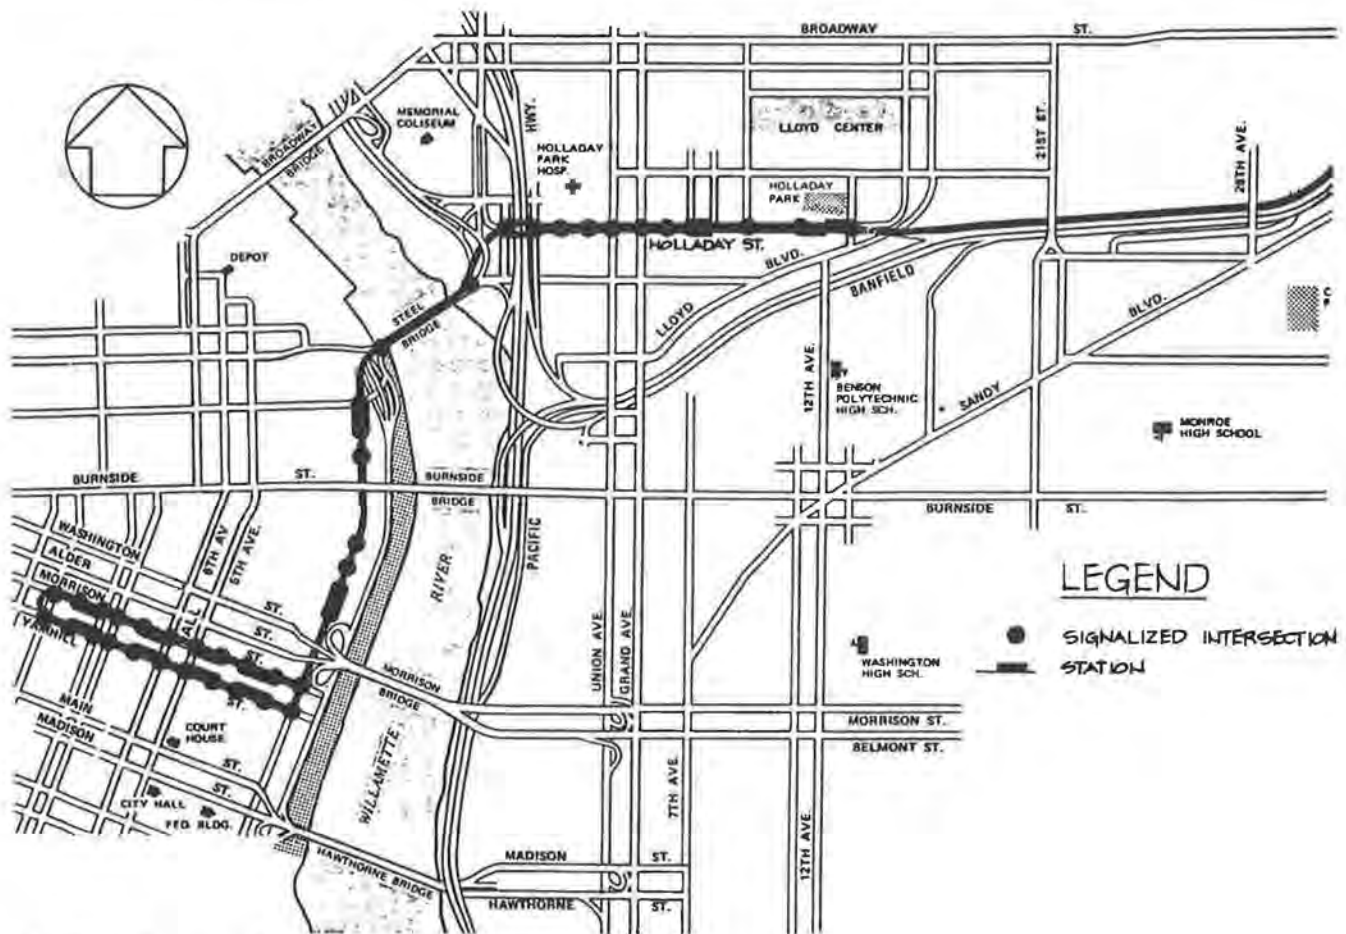 BROADWAY ST.
MEMORIAL
COLISEUM
HWY.
LLOYD CENTER
21ST ST.
28TH AVE.
BROADWAY
BRIDGE
HOLLADAY
PARK
HOSP.
HOLLADAY
PARK
HOLLADAY ST.
DEPOT
BLVD.
BANFIELD
STEEL
BRIDGE
LLOYD
BLVD.
12TH AVE.
BENSON
POLYTECHNIC
HIGH SCH.
SANDY
MONROE
HIGH SCHOOL
BURNSIDE ST.
BURNSIDE
BRIDGE
BURNSIDE ST.
WASHINGTON
ST.
ALDER
ST.
MORRISON
ST.
YAMHILL
ST.
6TH AV
5TH AVE.
RIVER
PACIFIC
LEGEND
SIGNALIZED INTERSECTION
STATION
UNION AVE.
GRAND AVE.
WASHINGTON
HIGH SCH.
MAIN
ST.
MADISON
ST.
COURT
HOUSE
MORRISON
BRIDGE
MORRISON ST.
BELMONT ST.
WILLAMETTE
CITY HALL
FED. BLDG.
7TH AVE.
12TH AVE.
HAWTHORNE BRIDGE
MADISON ST.
HAWTHORNE ST.